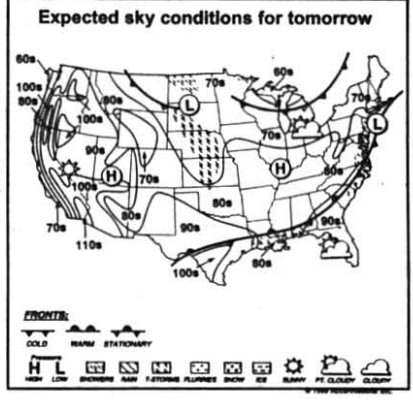 Expected sky conditions for tomorrow
60s
100s
80s
80s
100s
90s
100s
70s
110s
H
70s
80s
L
70s
60s
70s
H
80s
90s
100s
80s
90s
80s
70s
L
FRONTS:
COLD WARM STATIONARY
Pressure
H L
HIGH LOW SHOWERS RAIN T-STORMS FLURRIES SNOW ICE SUNNY PT. CLOUDY CLOUDY